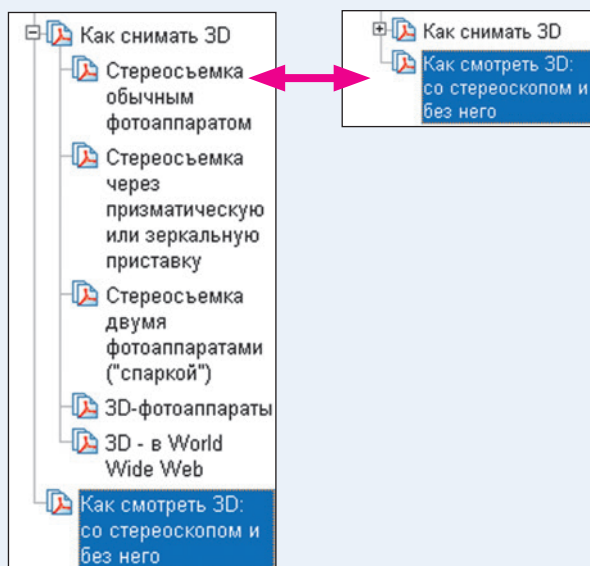 Как снимать 3D
Стереосъемка
обычным
фотоаппаратом
Стереосъемка
через
призматическую
или зеркальную
приставку
Стереосъемка
двумя
фотоаппаратами
("спаркой")
3D-фотоаппараты
3D - в World
Wide Web
Как смотреть 3D:
со стереоскопом и
без него
Как снимать 3D
Как смотреть 3D:
со стереоскопом и
без него